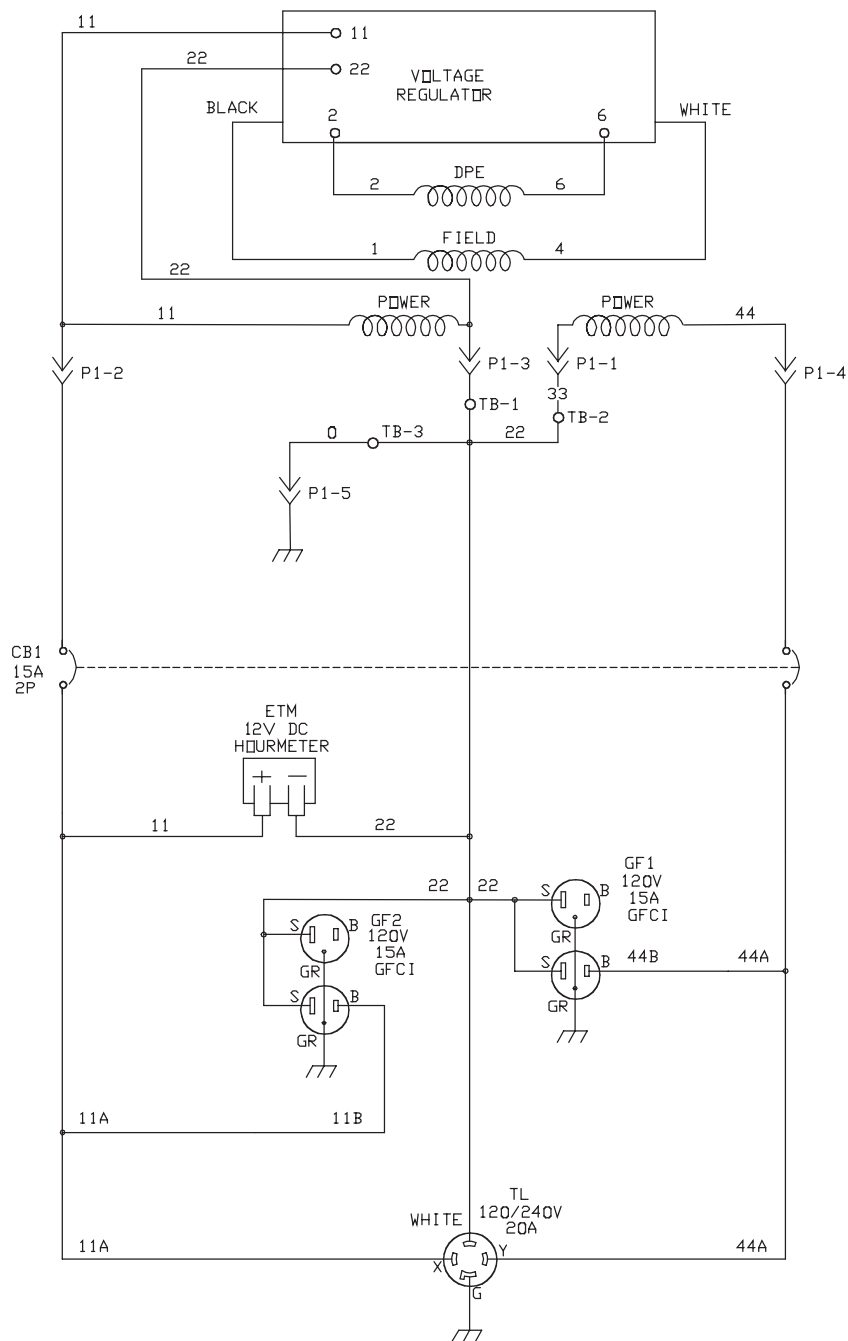 11
11
22
22
VOLTAGE
REGULATOR
BLACK
WHITE
2
6
DPE
2
6
FIELD
1
4
22
POWER
POWER
11
44
P1-2
P1-3
P1-1
P1-4
33
TB-1
TB-2
0
TB-3
22
P1-5
CB1
15A
2P
ETM
12V DC
HOURMETER
+ −
11
22
22
22
S
B
GF1
120V
15A
GFCI
GR
S
B
44B
44A
GR
S
B
GF2
120V
15A
GFCI
GR
S
B
GR
11A
11B
TL
120/240V
20A
WHITE
11A
X
Y
44A
G